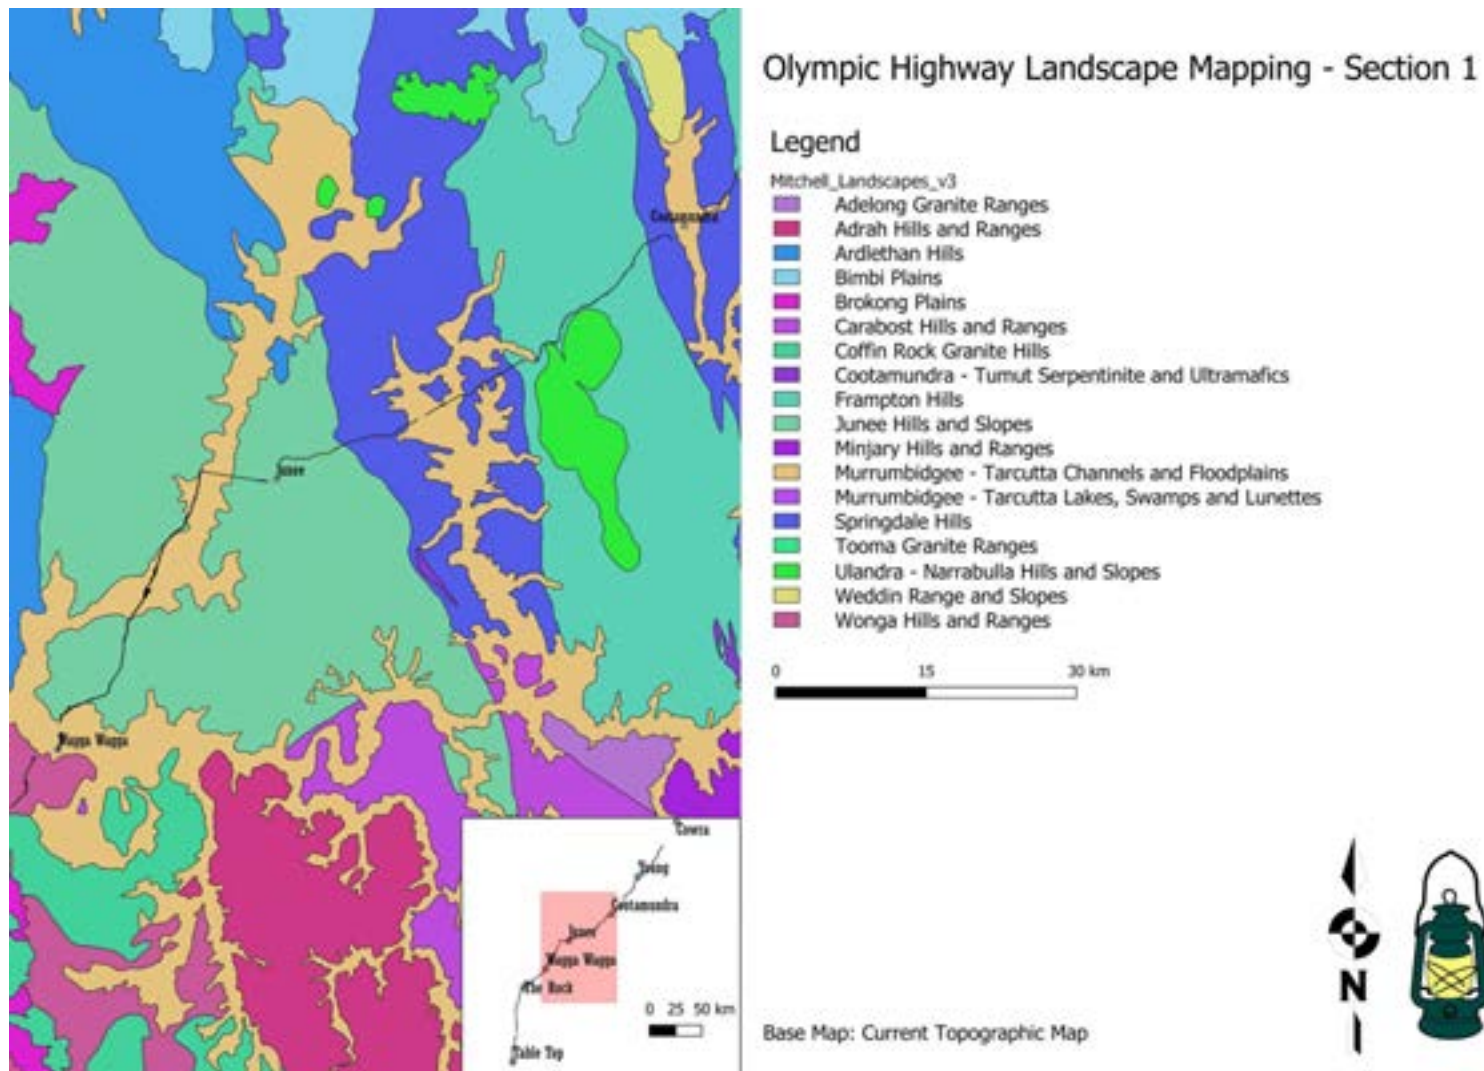 Olympic Highway Landscape Mapping - Section 1
Legend
Mitchell_Landscapes_v3
Adelong Granite Ranges
Adrah Hills and Ranges
Ardlethan Hills
Bimbi Plains
Brokong Plains
Carabost Hills and Ranges
Coffin Rock Granite Hills
Cootamundra - Tumut Serpentinite and Ultramafics
Frampton Hills
Junee Hills and Slopes
Minjary Hills and Ranges
Murrumbidgee - Tarcutta Channels and Floodplains
Murrumbidgee - Tarcutta Lakes, Swamps and Lunettes
Springdale Hills
Tooma Granite Ranges
Ulandra - Narrabulla Hills and Slopes
Weddin Range and Slopes
Wonga Hills and Ranges
0 15 30 km
Cootamundra
Junee
Wagga Wagga
Cowra
Young
Cootamundra
Junee
Wagga Wagga
The Rock
Table Top
0 25 50 km
N
Base Map: Current Topographic Map